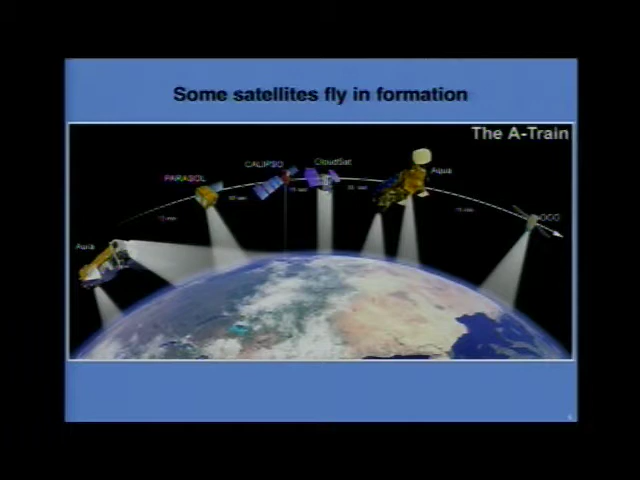 Some satellites fly in formation
The A-Train
CALIPSO
CloudSat
PARASOL
Aqua
OCO
Aura